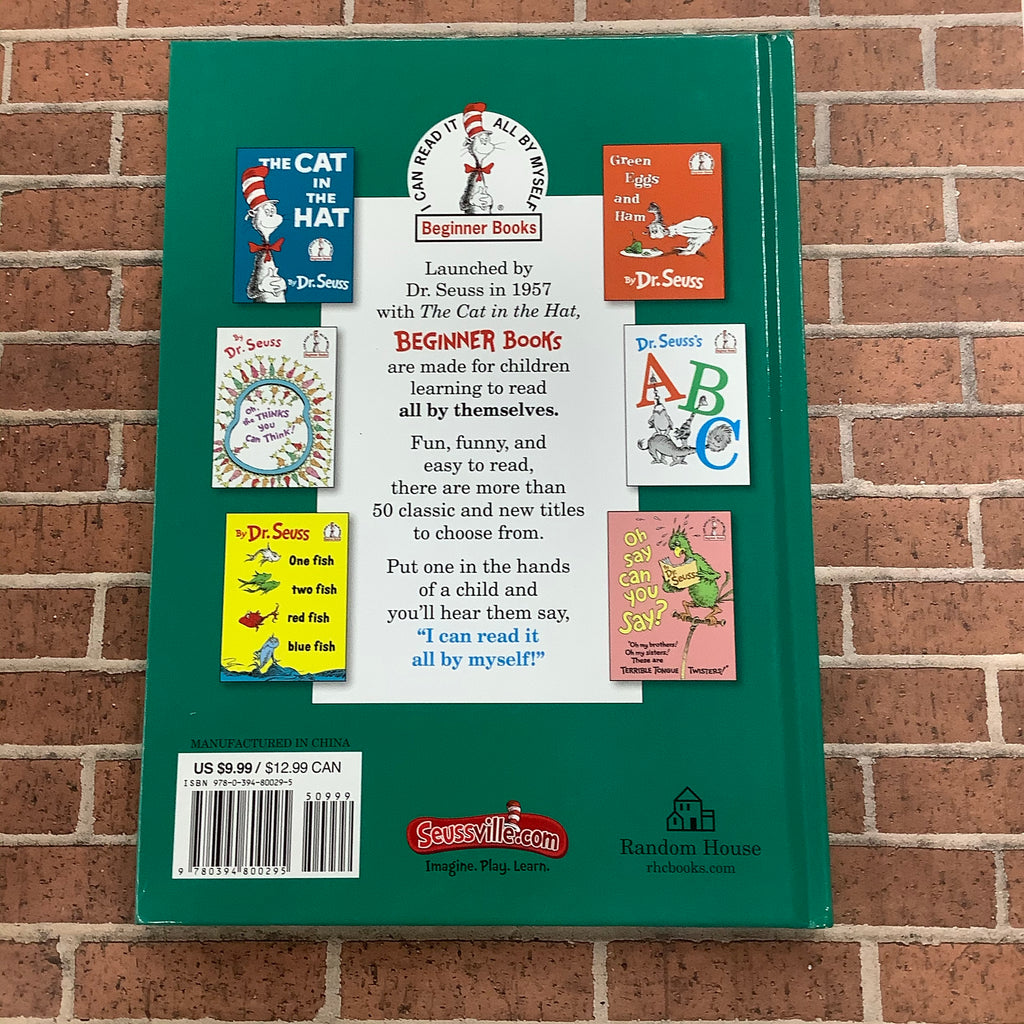 I CAN READ IT ALL BY MYSELF
Beginner Books
THE CAT
IN
THE
HAT
By Dr. Seuss
Green
Eggs
and
Ham
By Dr. Seuss
By
Dr. Seuss
Oh,
the THINKS
you
can Think!
Dr. Seuss's
ABC
By Dr. Seuss
One fish
two fish
red fish
blue fish
Oh
say
can
you
say?
Dr.
Seuss
"Oh my brothers!
Oh my sisters!
These are
TERRIBLE TONGUE TWISTERS!"
Launched by
Dr. Seuss in 1957
with The Cat in the Hat,
BEGINNER BOOKS
are made for children
learning to read
all by themselves.
Fun, funny, and
easy to read,
there are more than
50 classic and new titles
to choose from.
Put one in the hands
of a child and
you'll hear them say,
"I can read it
all by myself!"
MANUFACTURED IN CHINA
US $9.99 / $12.99 CAN
ISBN 978-0-394-80029-5
50999
9 780394 800295
Seussville.com
Imagine. Play. Learn.
Random House
rhcbooks.com